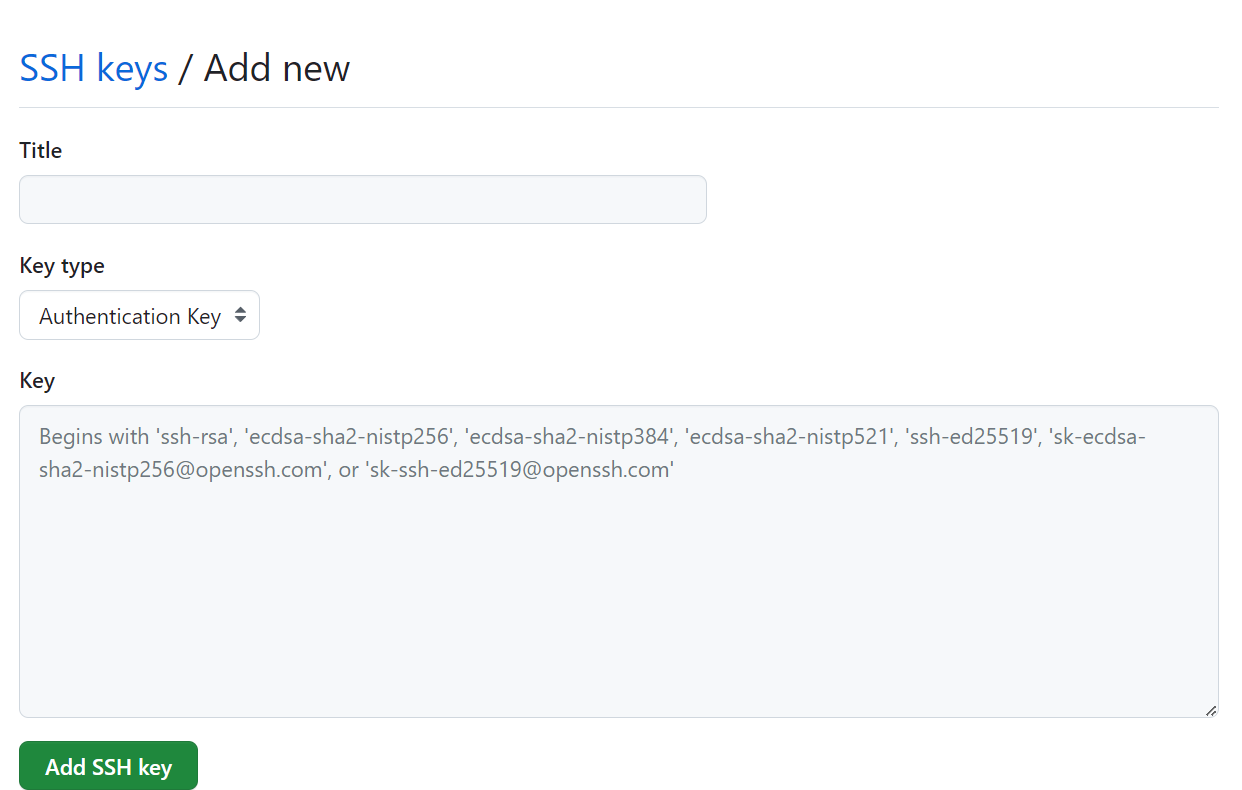 SSH keys / Add new
Title
Key type
Authentication Key
Key
Begins with 'ssh-rsa', 'ecdsa-sha2-nistp256', 'ecdsa-sha2-nistp384', 'ecdsa-sha2-nistp521', 'ssh-ed25519', 'sk-ecdsa-
sha2-nistp256@openssh.com', or 'sk-ssh-ed25519@openssh.com'
Add SSH key